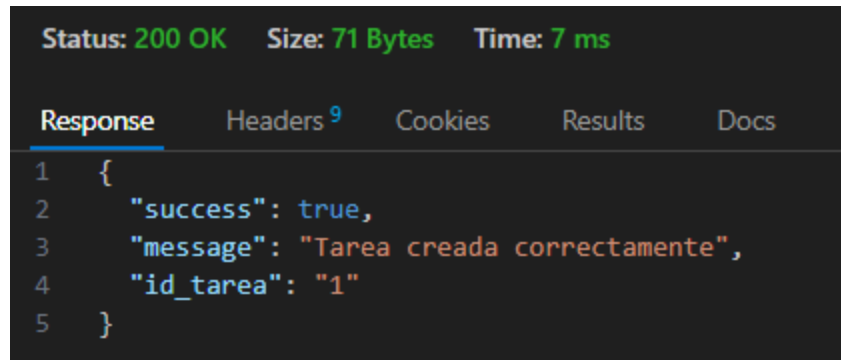 Status: 200 OK Size: 71 Bytes Time: 7 ms
Response Headers 9 Cookies Results Docs
1 {
2 "success": true,
3 "message": "Tarea creada correctamente",
4 "id_tarea": "1"
5 }